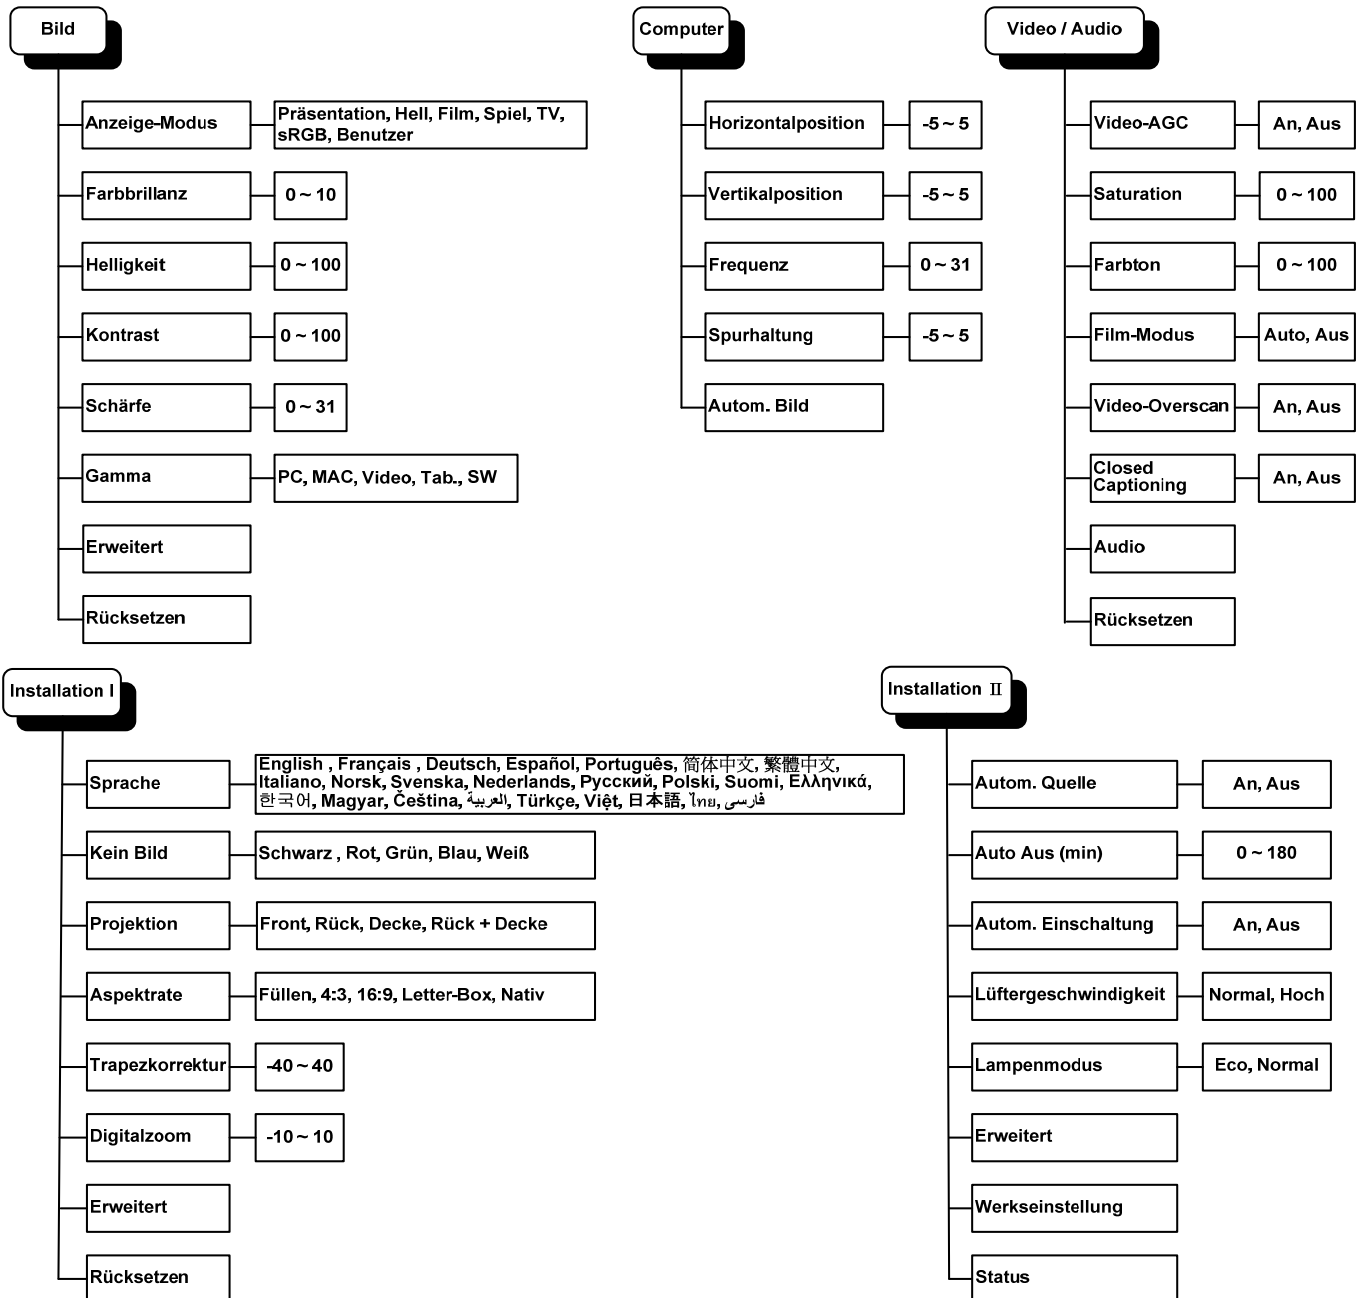 Bild
Anzeige-Modus
Präsentation, Hell, Film, Spiel, TV,
sRGB, Benutzer
Farbbrillanz
0 ~ 10
Helligkeit
0 ~ 100
Kontrast
0 ~ 100
Schärfe
0 ~ 31
Gamma
PC, MAC, Video, Tab., SW
Erweitert
Rücksetzen
Computer
Horizontalposition
-5 ~ 5
Vertikalposition
-5 ~ 5
Frequenz
0 ~ 31
Spurhaltung
-5 ~ 5
Autom. Bild
Video / Audio
Video-AGC
An, Aus
Saturation
0 ~ 100
Farbton
0 ~ 100
Film-Modus
Auto, Aus
Video-Overscan
An, Aus
Closed
Captioning
An, Aus
Audio
Rücksetzen
Installation I
Sprache
English , Français , Deutsch, Español, Português, 简体中文, 繁體中文,
Italiano, Norsk, Svenska, Nederlands, Русский, Polski, Suomi, Ελληνικά,
한국어, Magyar, Čeština, العربية, Türkçe, Việt, 日本語, ไทย, فارسی
Kein Bild
Schwarz , Rot, Grün, Blau, Weiß
Projektion
Front, Rück, Decke, Rück + Decke
Aspektrate
Füllen, 4:3, 16:9, Letter-Box, Nativ
Trapezkorrektur
-40 ~ 40
Digitalzoom
-10 ~ 10
Erweitert
Rücksetzen
Installation II
Autom. Quelle
An, Aus
Auto Aus (min)
0 ~ 180
Autom. Einschaltung
An, Aus
Lüftergeschwindigkeit
Normal, Hoch
Lampenmodus
Eco, Normal
Erweitert
Werkseinstellung
Status